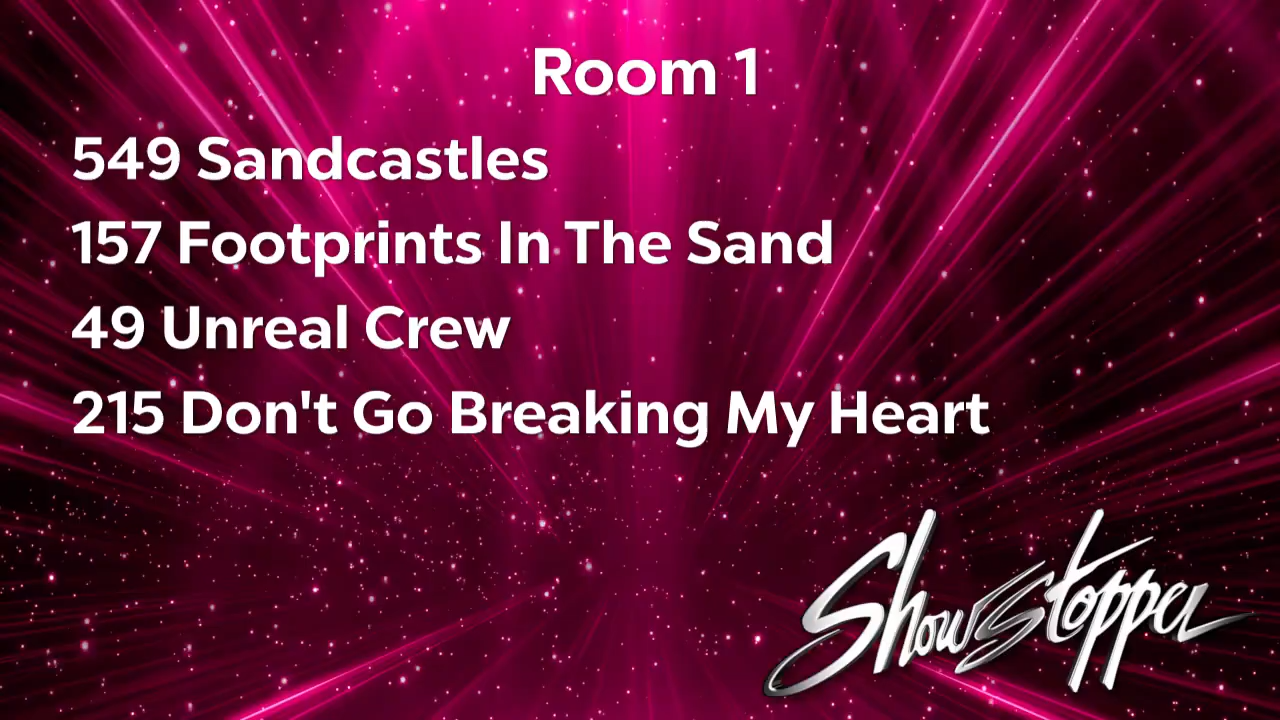 Room 1
549 Sandcastles
157 Footprints In The Sand
49 Unreal Crew
215 Don't Go Breaking My Heart
ShowStopper